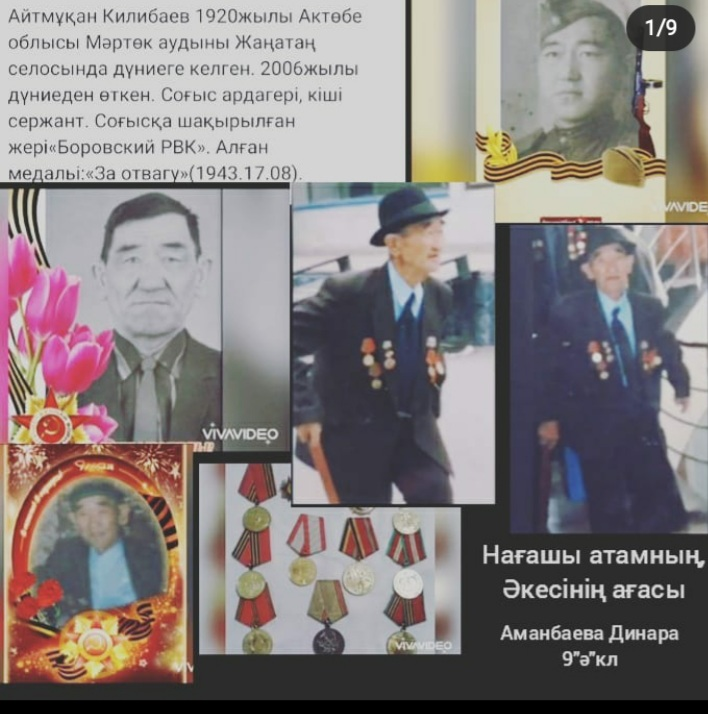 Айтмұқан Килибаев 1920жылы Актөбе
облысы Мәртөк аудыны Жаңатаң
селосында дүниеге келген. 2006жылы
дүниеден өткен. Соғыс ардагері, кіші
сержант. Соғысқа шақырылған
жері«Боровский РВК». Алған
медалы:«За отвагу»(1943.17.08).
1/9
VIVAVIDEO
VIVAVIDEO
Нағашы атамның,
Әкесінің ағасы
Аманбаева Динара
9"ә"кл